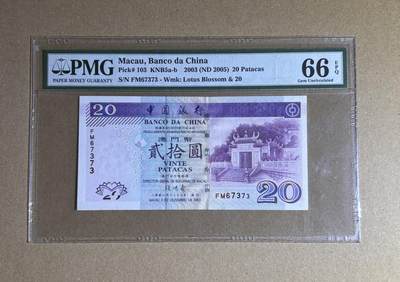 PMG
PAPER MONEY GUARANTY
Macau, Banco da China
Pick# 103 KNB5a-b 2003 (ND 2005) 20 Patacas
S/N FM67373 - Wmk: Lotus Blossom & 20
66 EPQ
Gem Uncirculated
20
中國銀行
BANCO DA CHINA
澳門幣
貳拾圓
VINTE
PATACAS
FM67373
FM67373
20